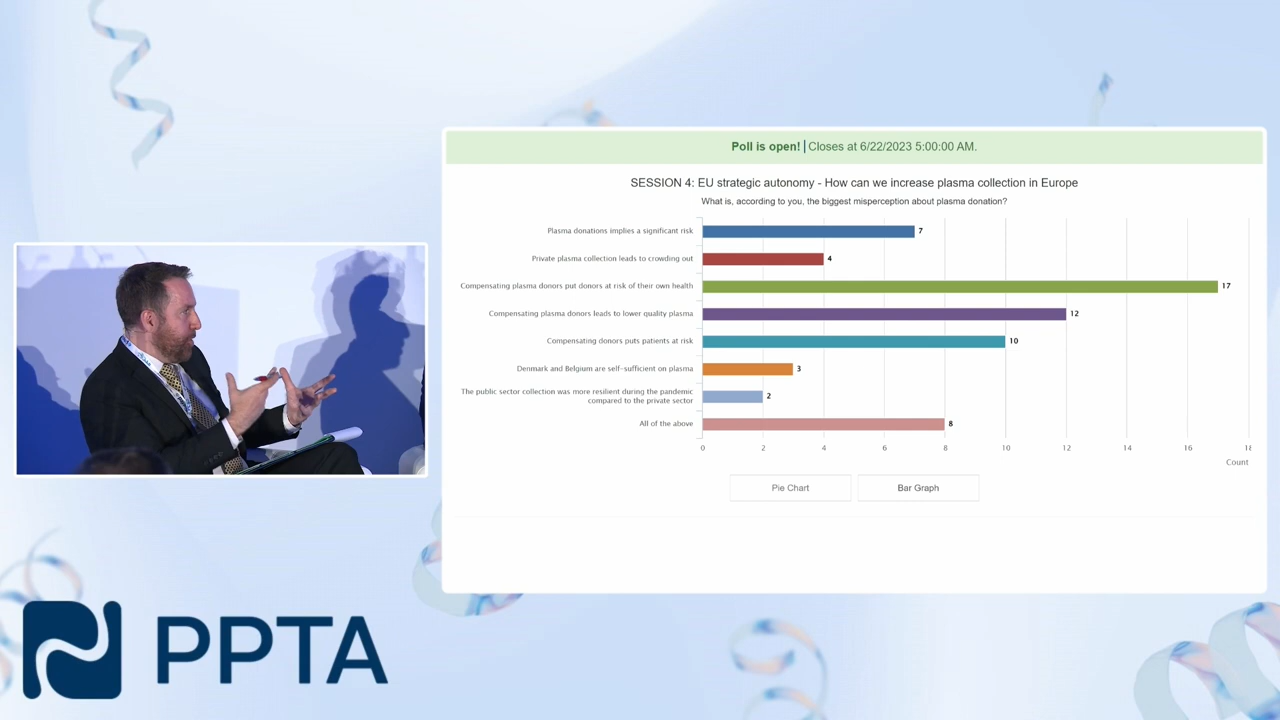 Poll is open! Closes at 6/22/2023 5:00:00 AM.
SESSION 4: EU strategic autonomy - How can we increase plasma collection in Europe
What is, according to you, the biggest misperception about plasma donation?
Plasma donations implies a significant risk 7
Private plasma collection leads to crowding out 4
Compensating plasma donors put donors at risk of their own health 17
Compensating plasma donors leads to lower quality plasma 12
Compensating donors puts patients at risk 10
Denmark and Belgium are self-sufficient on plasma 3
The public sector collection was more resilient during the pandemic
compared to the private sector 2
All of the above 8
0 2 4 6 8 10 12 14 16 18
Count
Pie Chart Bar Graph
PPTA